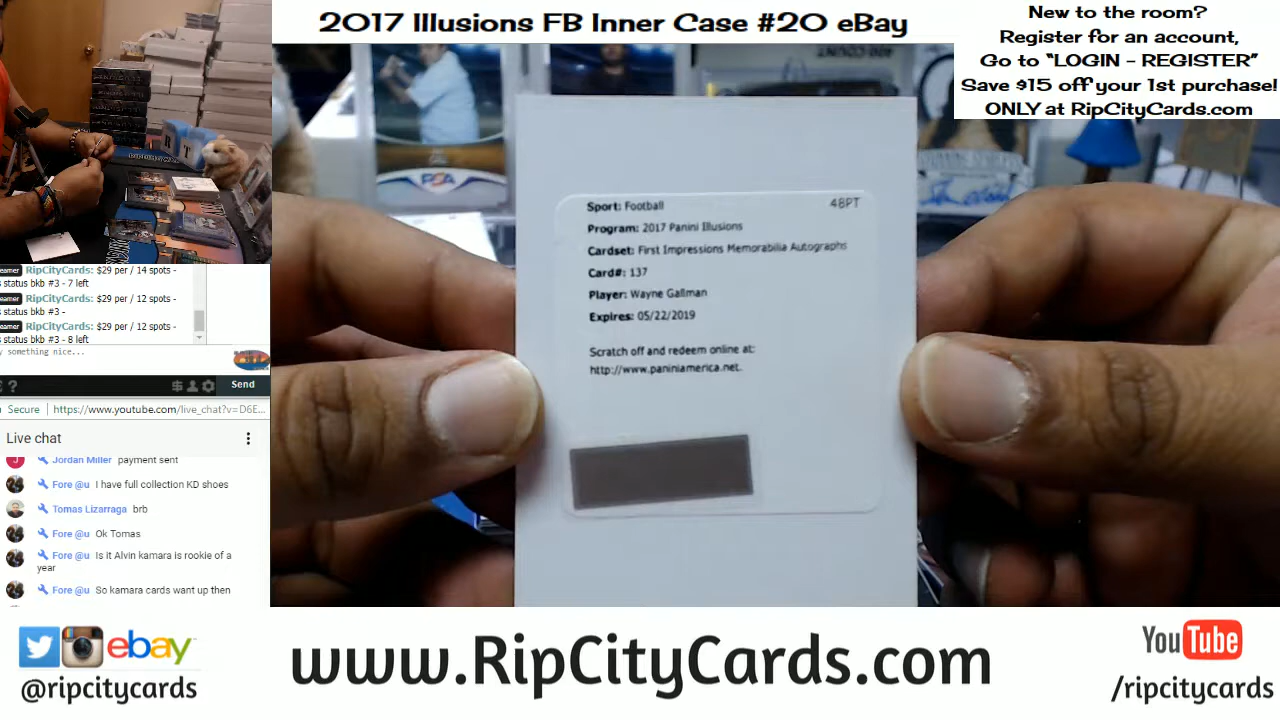 2017 Illusions FB Inner Case #20 eBay
New to the room?
Register for an account,
Go to “LOGIN - REGISTER”
Save $15 off your 1st purchase!
ONLY at RipCityCards.com
PSA
Sport: Football
48PT
Program: 2017 Panini Illusions
Cardset: First Impressions Memorabilia Autographs
Card#: 137
Player: Wayne Gallman
Expires: 05/22/2019
Scratch off and redeem online at:
http://www.paniniamerica.net.
RipCityCards: $29 per / 14 spots -
s status bkb #3 - 7 left
RipCityCards: $29 per / 12 spots -
s status bkb #3 -
RipCityCards: $29 per / 12 spots -
s status bkb #3 - 8 left
something nice...
Send
Secure
https://www.youtube.com/live_chat?v=D6E...
Live chat
Jordan Miller payment sent
Fore @u I have full collection KD shoes
Tomas Lizarraga brb
Fore @u Ok Tomas
Fore @u Is it Alvin kamara is rookie of a
year
Fore @u So kamara cards want up then
ebay
@ripcitycards
www.RipCityCards.com
YouTube
/ripcitycards